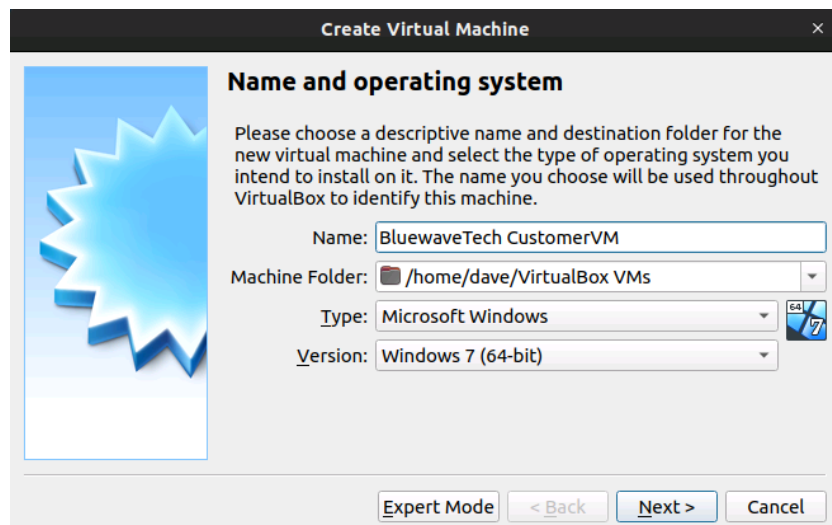 Create Virtual Machine ×
Name and operating system
Please choose a descriptive name and destination folder for the
new virtual machine and select the type of operating system you
intend to install on it. The name you choose will be used throughout
VirtualBox to identify this machine.
Name: BluewaveTech CustomerVM
Machine Folder: /home/dave/VirtualBox VMs
Type: Microsoft Windows 64
Version: Windows 7 (64-bit) 7
Expert Mode < Back Next > Cancel